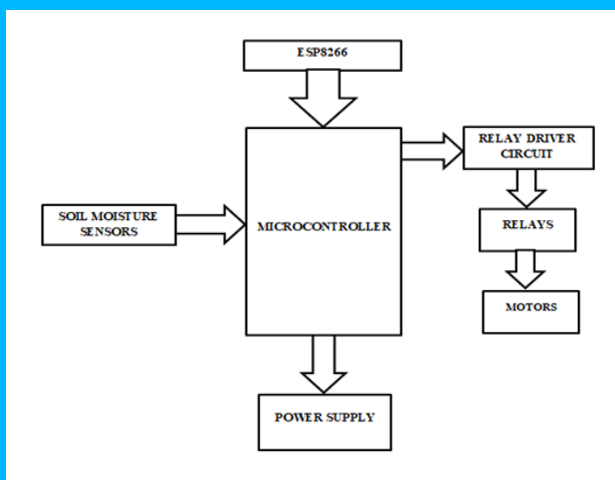 ESP8266
RELAY DRIVER
CIRCUIT
SOIL MOISTURE
SENSORS
MICROCONTROLLER
RELAYS
MOTORS
POWER SUPPLY